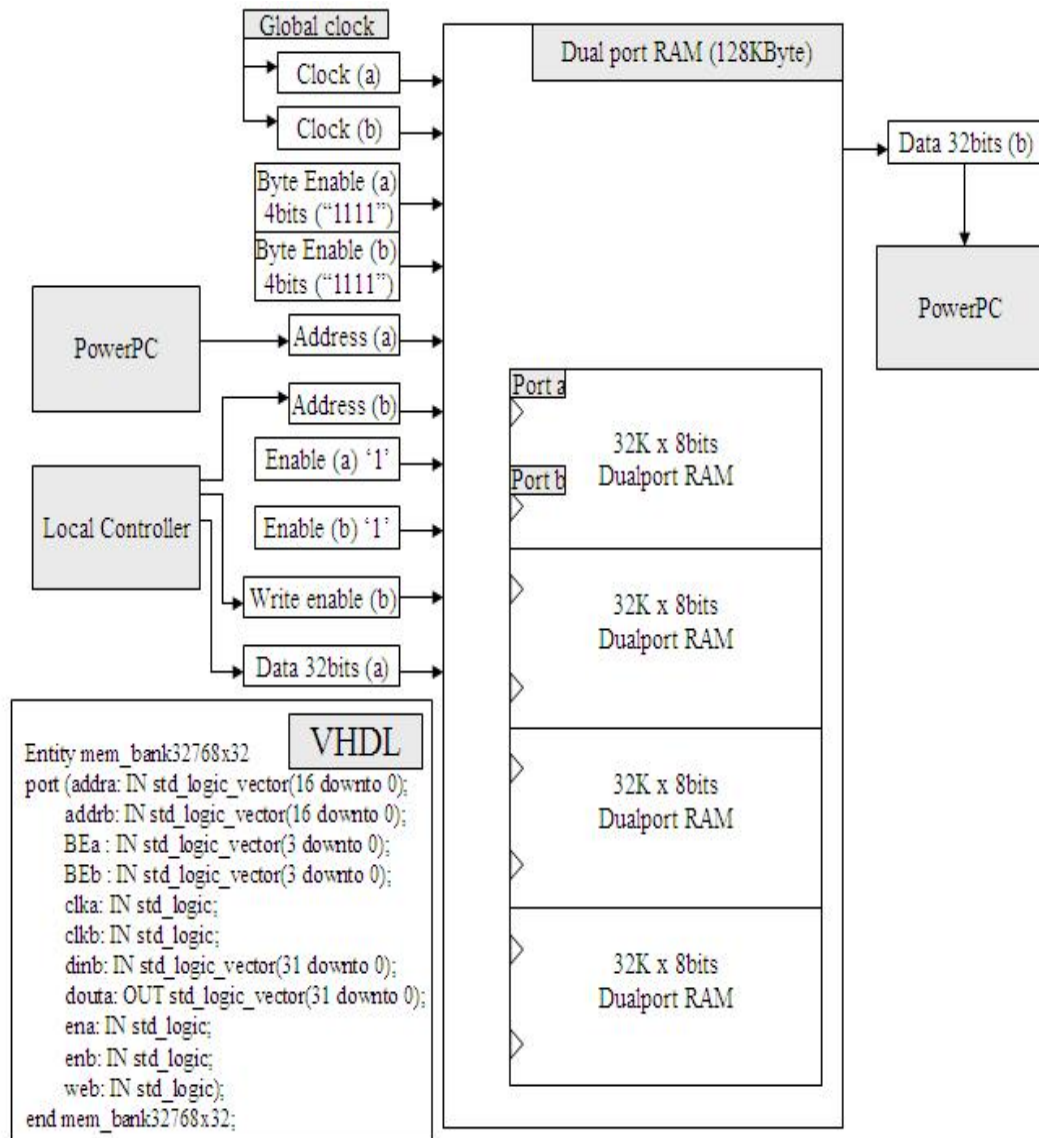 Global clock
Clock (a)
Clock (b)
Byte Enable (a)
4bits (“1111”)
Byte Enable (b)
4bits (“1111”)
PowerPC
Address (a)
Address (b)
Enable (a) ‘1’
Local Controller
Enable (b) ‘1’
Write enable (b)
Data 32bits (a)
Dual port RAM (128KByte)
Data 32bits (b)
PowerPC
Port a
32K x 8bits
Dualport RAM
Port b
32K x 8bits
Dualport RAM
32K x 8bits
Dualport RAM
32K x 8bits
Dualport RAM
VHDL
Entity mem_bank32768x32
port (addra: IN std_logic_vector(16 downto 0);
addrb: IN std_logic_vector(16 downto 0);
BEa : IN std_logic_vector(3 downto 0);
BEb : IN std_logic_vector(3 downto 0);
clka: IN std_logic;
clkb: IN std_logic;
dinb: IN std_logic_vector(31 downto 0);
douta: OUT std_logic_vector(31 downto 0);
ena: IN std_logic;
enb: IN std_logic;
web: IN std_logic);
end mem_bank32768x32;